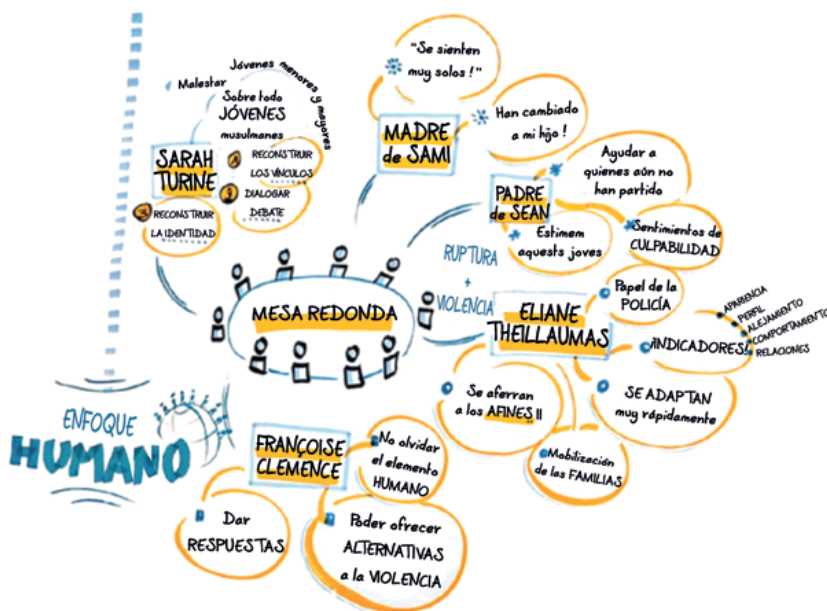 Malestar
Jóvenes menores y mayores
Sobre todo
JÓVENES
musulmanes
SARAH
TURINE
1 RECONSTRUIR
LOS VÍNCULOS
2 DIALOGAR
DEBATE
3 RECONSTRUIR
LA IDENTIDAD
"Se sienten
muy solos!"
MADRE
de SAMI
Han cambiado
a mi hijo!
PADRE
de SEAN
Ayudar a
quienes aún no
han partido
Sentimientos de
CULPABILIDAD
Estimem
aquests joves
RUPTURA
+
VIOLENCIA
MESA REDONDA
ELIANE
THEILLAUMAS
Papel de la
POLICÍA
¡INDICADORES!
APARIENCIA
PERFIL
ALEJAMIENTO
COMPORTAMIENTO
RELACIONES
SE ADAPTAN
muy rápidamente
Mobilización
de las FAMILIAS
Se aferran
a los AFINES!!
ENFOQUE
HUMANO
FRANÇOISE
CLEMENCE
No olvidar
el elemento
HUMANO
Dar
RESPUESTAS
Poder ofrecer
ALTERNATIVAS
a la VIOLENCIA